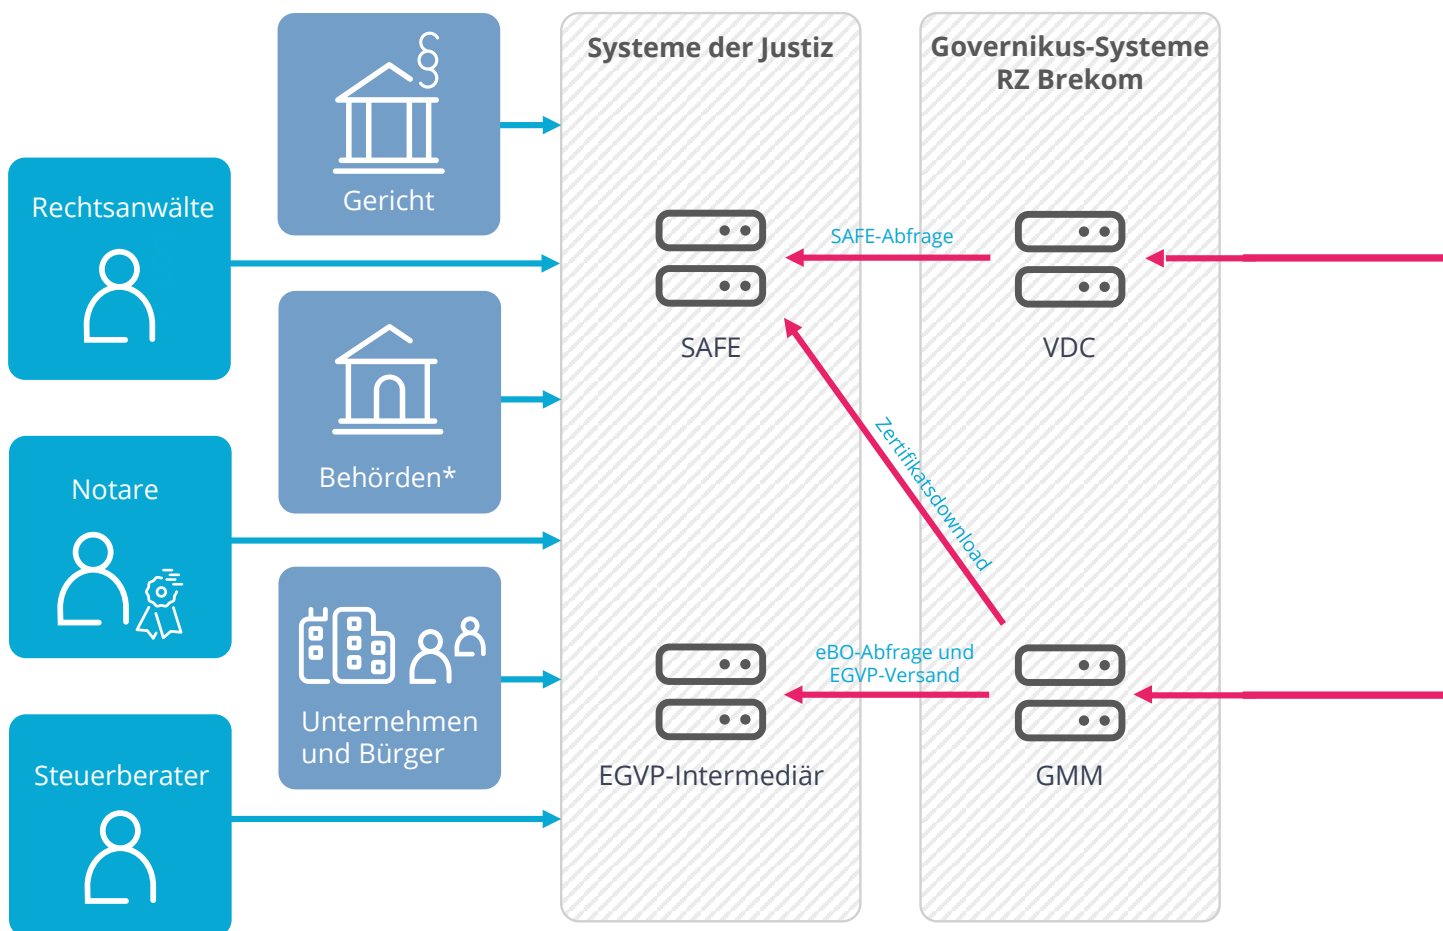 Rechtsanwälte
Notare
Steuerberater
§
Gericht
Behörden*
Unternehmen
und Bürger
Systeme der Justiz
SAFE
EGVP-Intermediär
SAFE-Abfrage
Zertifikatsdownload
eBO-Abfrage und
EGVP-Versand
Governikus-Systeme
RZ Brekom
VDC
GMM